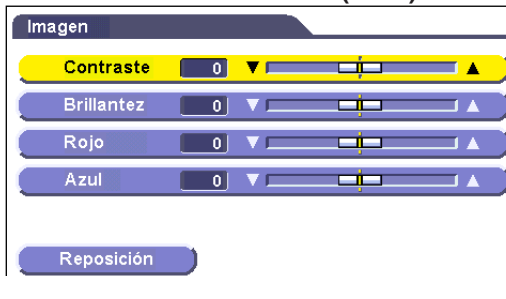 Imagen
Contraste 0
Brillantez 0
Rojo 0
Azul 0
Reposición